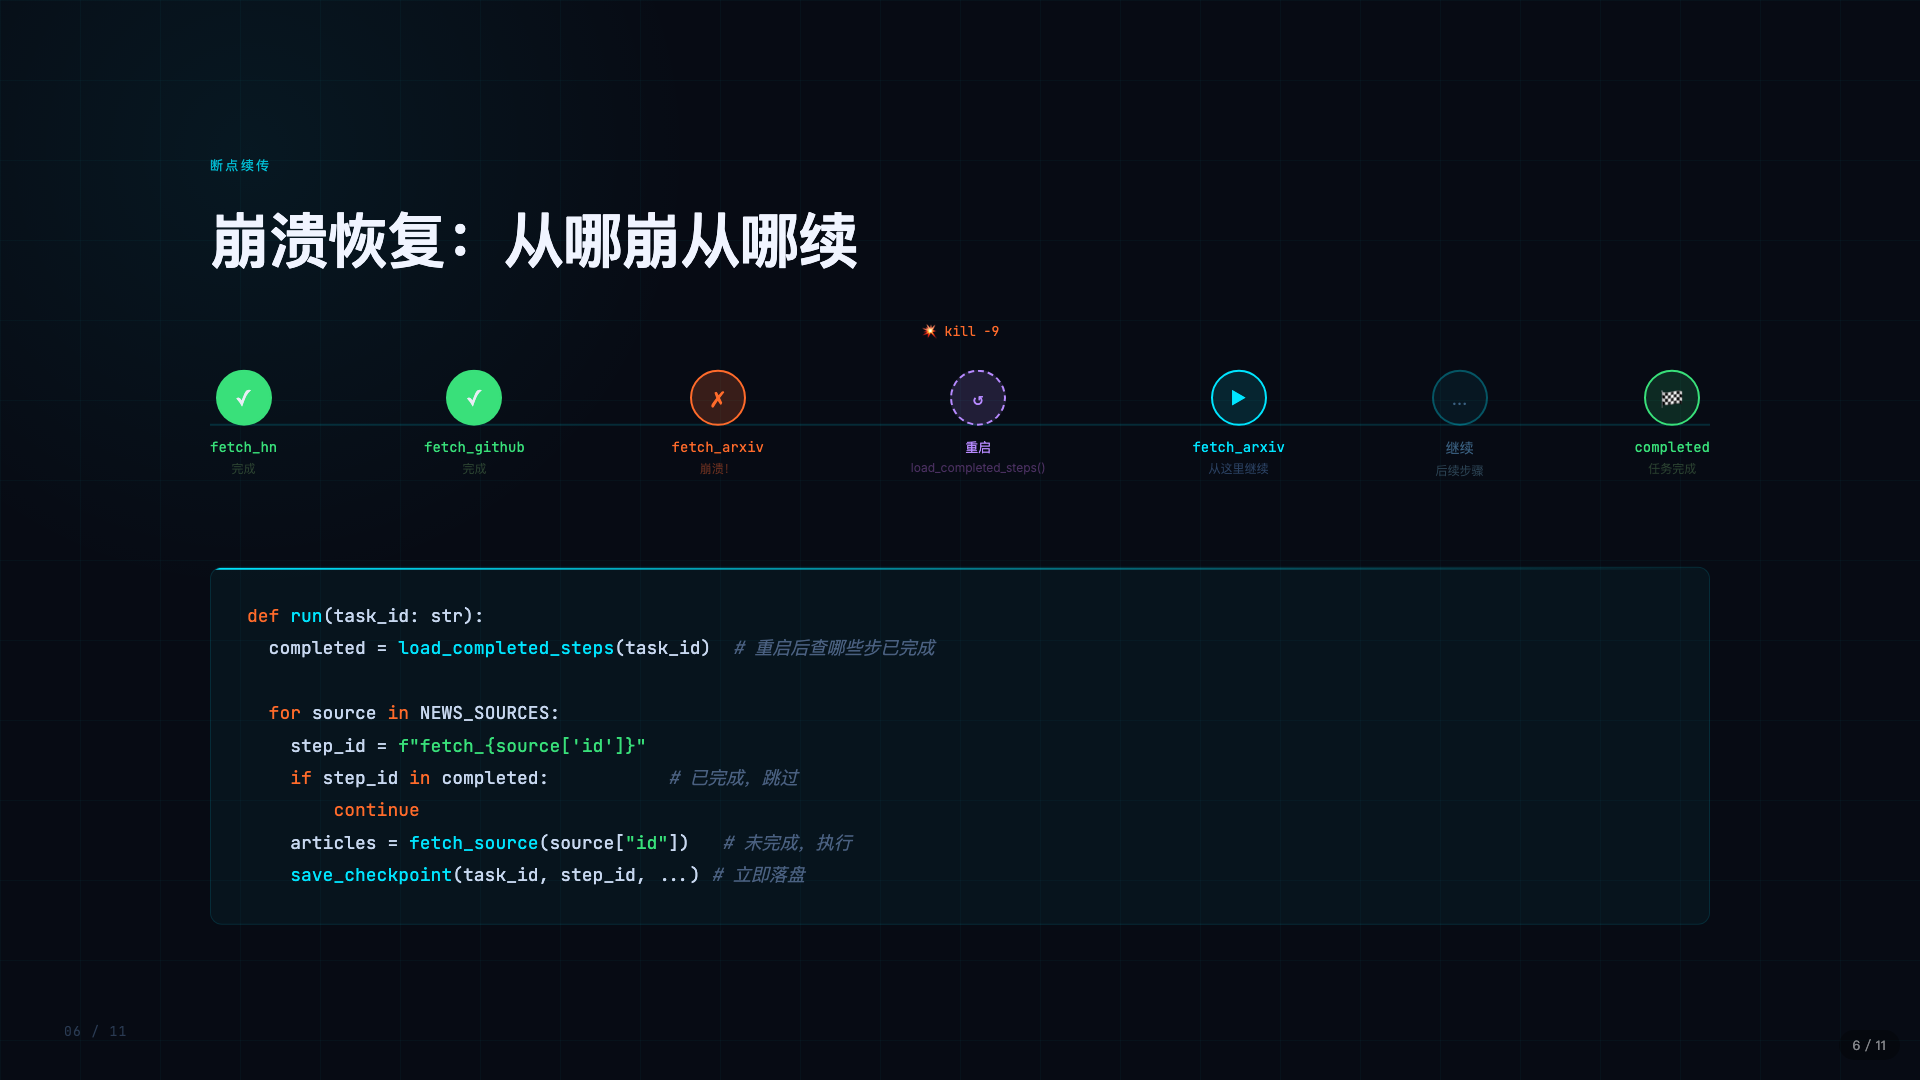 断点续传
崩溃恢复：从哪崩从哪续
💥 kill -9
✓ ✓ ✗ ↺ ▶ … 🏁
fetch_hn fetch_github fetch_arxiv 重启 fetch_arxiv 继续 completed
完成 完成 崩溃! load_completed_steps() 从这里继续 后续步骤 任务完成
def run(task_id: str):
  completed = load_completed_steps(task_id)  # 重启后查哪些步已完成
  for source in NEWS_SOURCES:
    step_id = f"fetch_{source['id']}"
    if step_id in completed:           # 已完成，跳过
        continue
    articles = fetch_source(source["id"])   # 未完成，执行
    save_checkpoint(task_id, step_id, ...) # 立即落盘
06 / 11
6 / 11